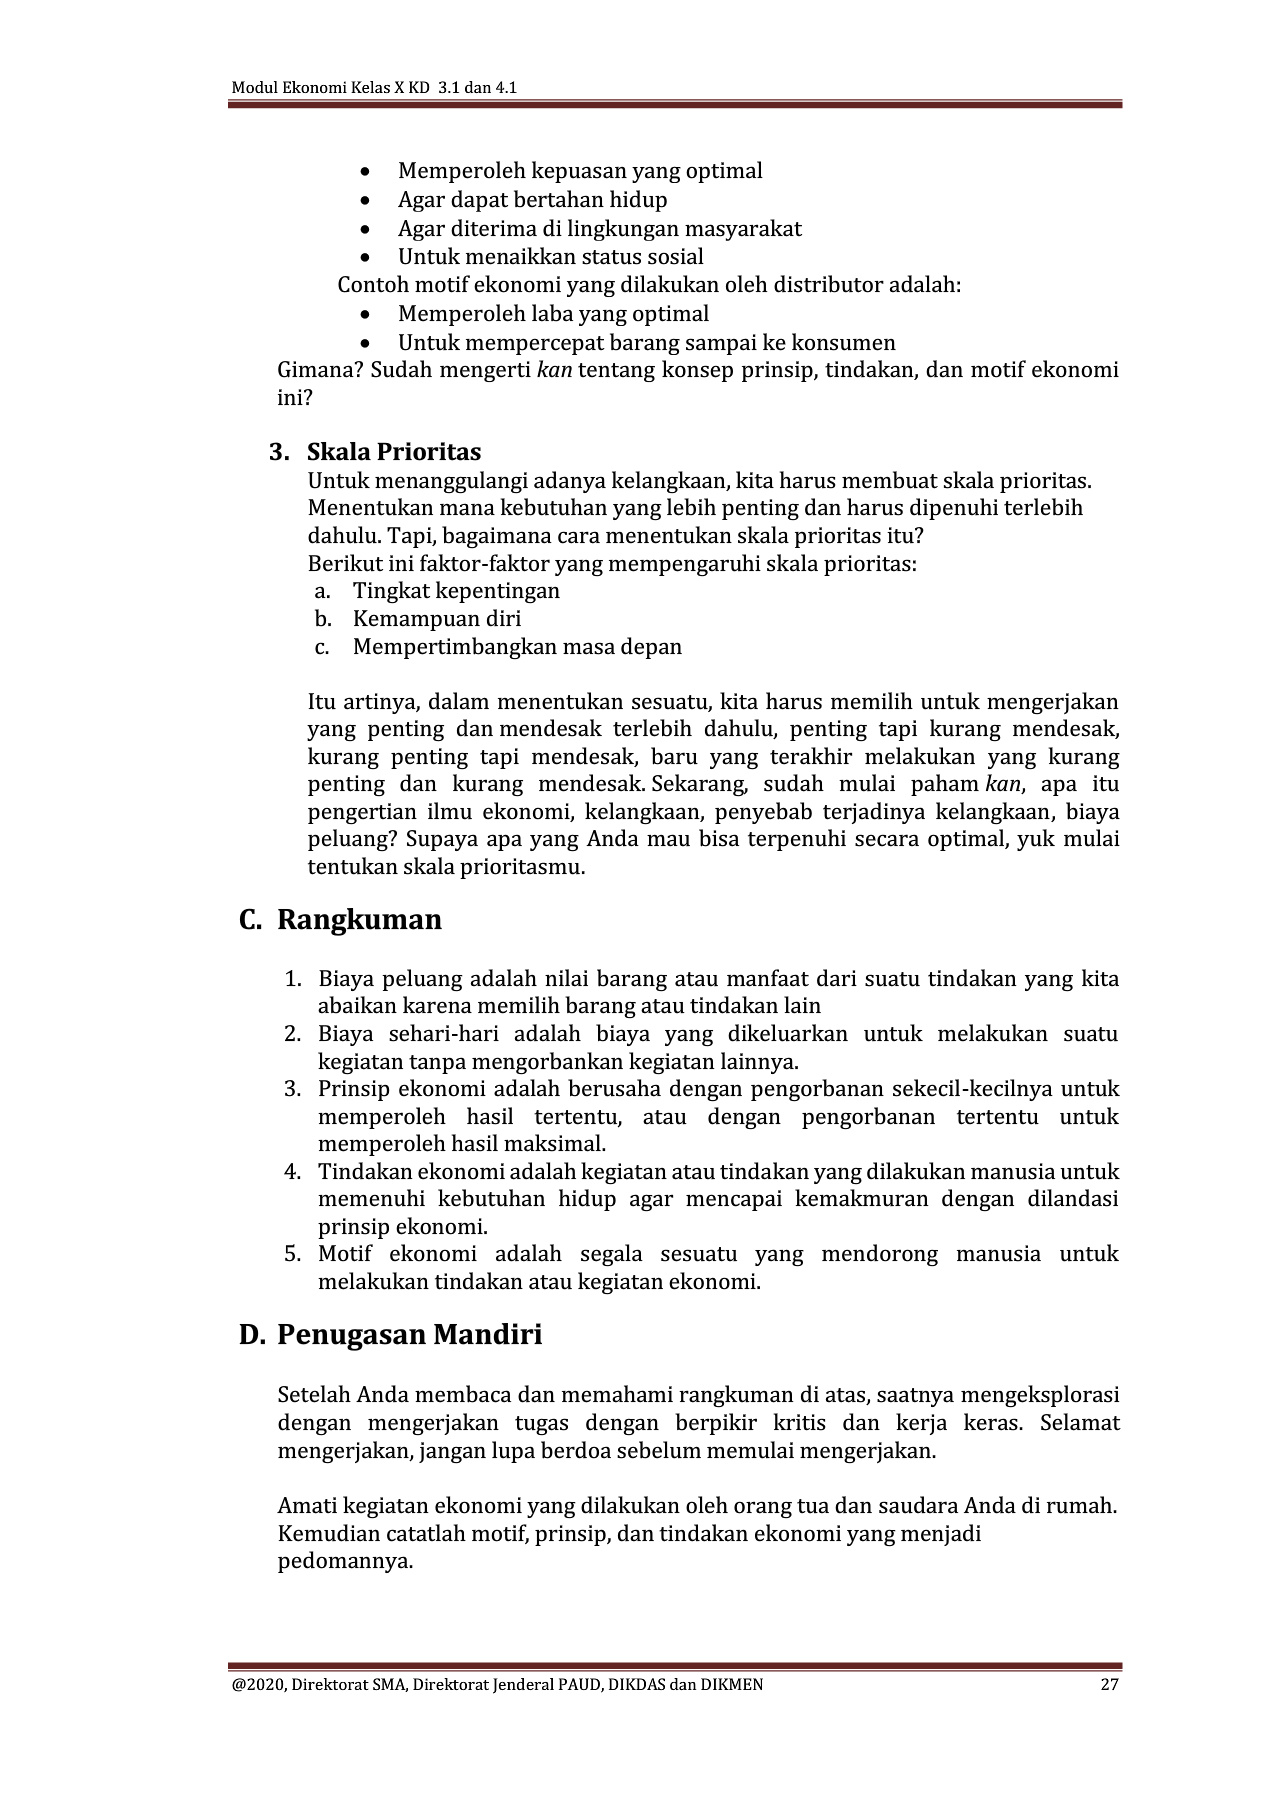 Modul Ekonomi Kelas X KD 3.1 dan 4.1
• Memperoleh kepuasan yang optimal
• Agar dapat bertahan hidup
• Agar diterima di lingkungan masyarakat
• Untuk menaikkan status sosial
Contoh motif ekonomi yang dilakukan oleh distributor adalah:
• Memperoleh laba yang optimal
• Untuk mempercepat barang sampai ke konsumen
Gimana? Sudah mengerti kan tentang konsep prinsip, tindakan, dan motif ekonomi
ini?
3. Skala Prioritas
Untuk menanggulangi adanya kelangkaan, kita harus membuat skala prioritas.
Menentukan mana kebutuhan yang lebih penting dan harus dipenuhi terlebih
dahulu. Tapi, bagaimana cara menentukan skala prioritas itu?
Berikut ini faktor-faktor yang mempengaruhi skala prioritas:
a. Tingkat kepentingan
b. Kemampuan diri
c. Mempertimbangkan masa depan
Itu artinya, dalam menentukan sesuatu, kita harus memilih untuk mengerjakan
yang penting dan mendesak terlebih dahulu, penting tapi kurang mendesak,
kurang penting tapi mendesak, baru yang terakhir melakukan yang kurang
penting dan kurang mendesak. Sekarang, sudah mulai paham kan, apa itu
pengertian ilmu ekonomi, kelangkaan, penyebab terjadinya kelangkaan, biaya
peluang? Supaya apa yang Anda mau bisa terpenuhi secara optimal, yuk mulai
tentukan skala prioritasmu.
C. Rangkuman
1. Biaya peluang adalah nilai barang atau manfaat dari suatu tindakan yang kita
abaikan karena memilih barang atau tindakan lain
2. Biaya sehari-hari adalah biaya yang dikeluarkan untuk melakukan suatu
kegiatan tanpa mengorbankan kegiatan lainnya.
3. Prinsip ekonomi adalah berusaha dengan pengorbanan sekecil-kecilnya untuk
memperoleh hasil tertentu, atau dengan pengorbanan tertentu untuk
memperoleh hasil maksimal.
4. Tindakan ekonomi adalah kegiatan atau tindakan yang dilakukan manusia untuk
memenuhi kebutuhan hidup agar mencapai kemakmuran dengan dilandasi
prinsip ekonomi.
5. Motif ekonomi adalah segala sesuatu yang mendorong manusia untuk
melakukan tindakan atau kegiatan ekonomi.
D. Penugasan Mandiri
Setelah Anda membaca dan memahami rangkuman di atas, saatnya mengeksplorasi
dengan mengerjakan tugas dengan berpikir kritis dan kerja keras. Selamat
mengerjakan, jangan lupa berdoa sebelum memulai mengerjakan.
Amati kegiatan ekonomi yang dilakukan oleh orang tua dan saudara Anda di rumah.
Kemudian catatlah motif, prinsip, dan tindakan ekonomi yang menjadi
pedomannya.
@2020, Direktorat SMA, Direktorat Jenderal PAUD, DIKDAS dan DIKMEN 27